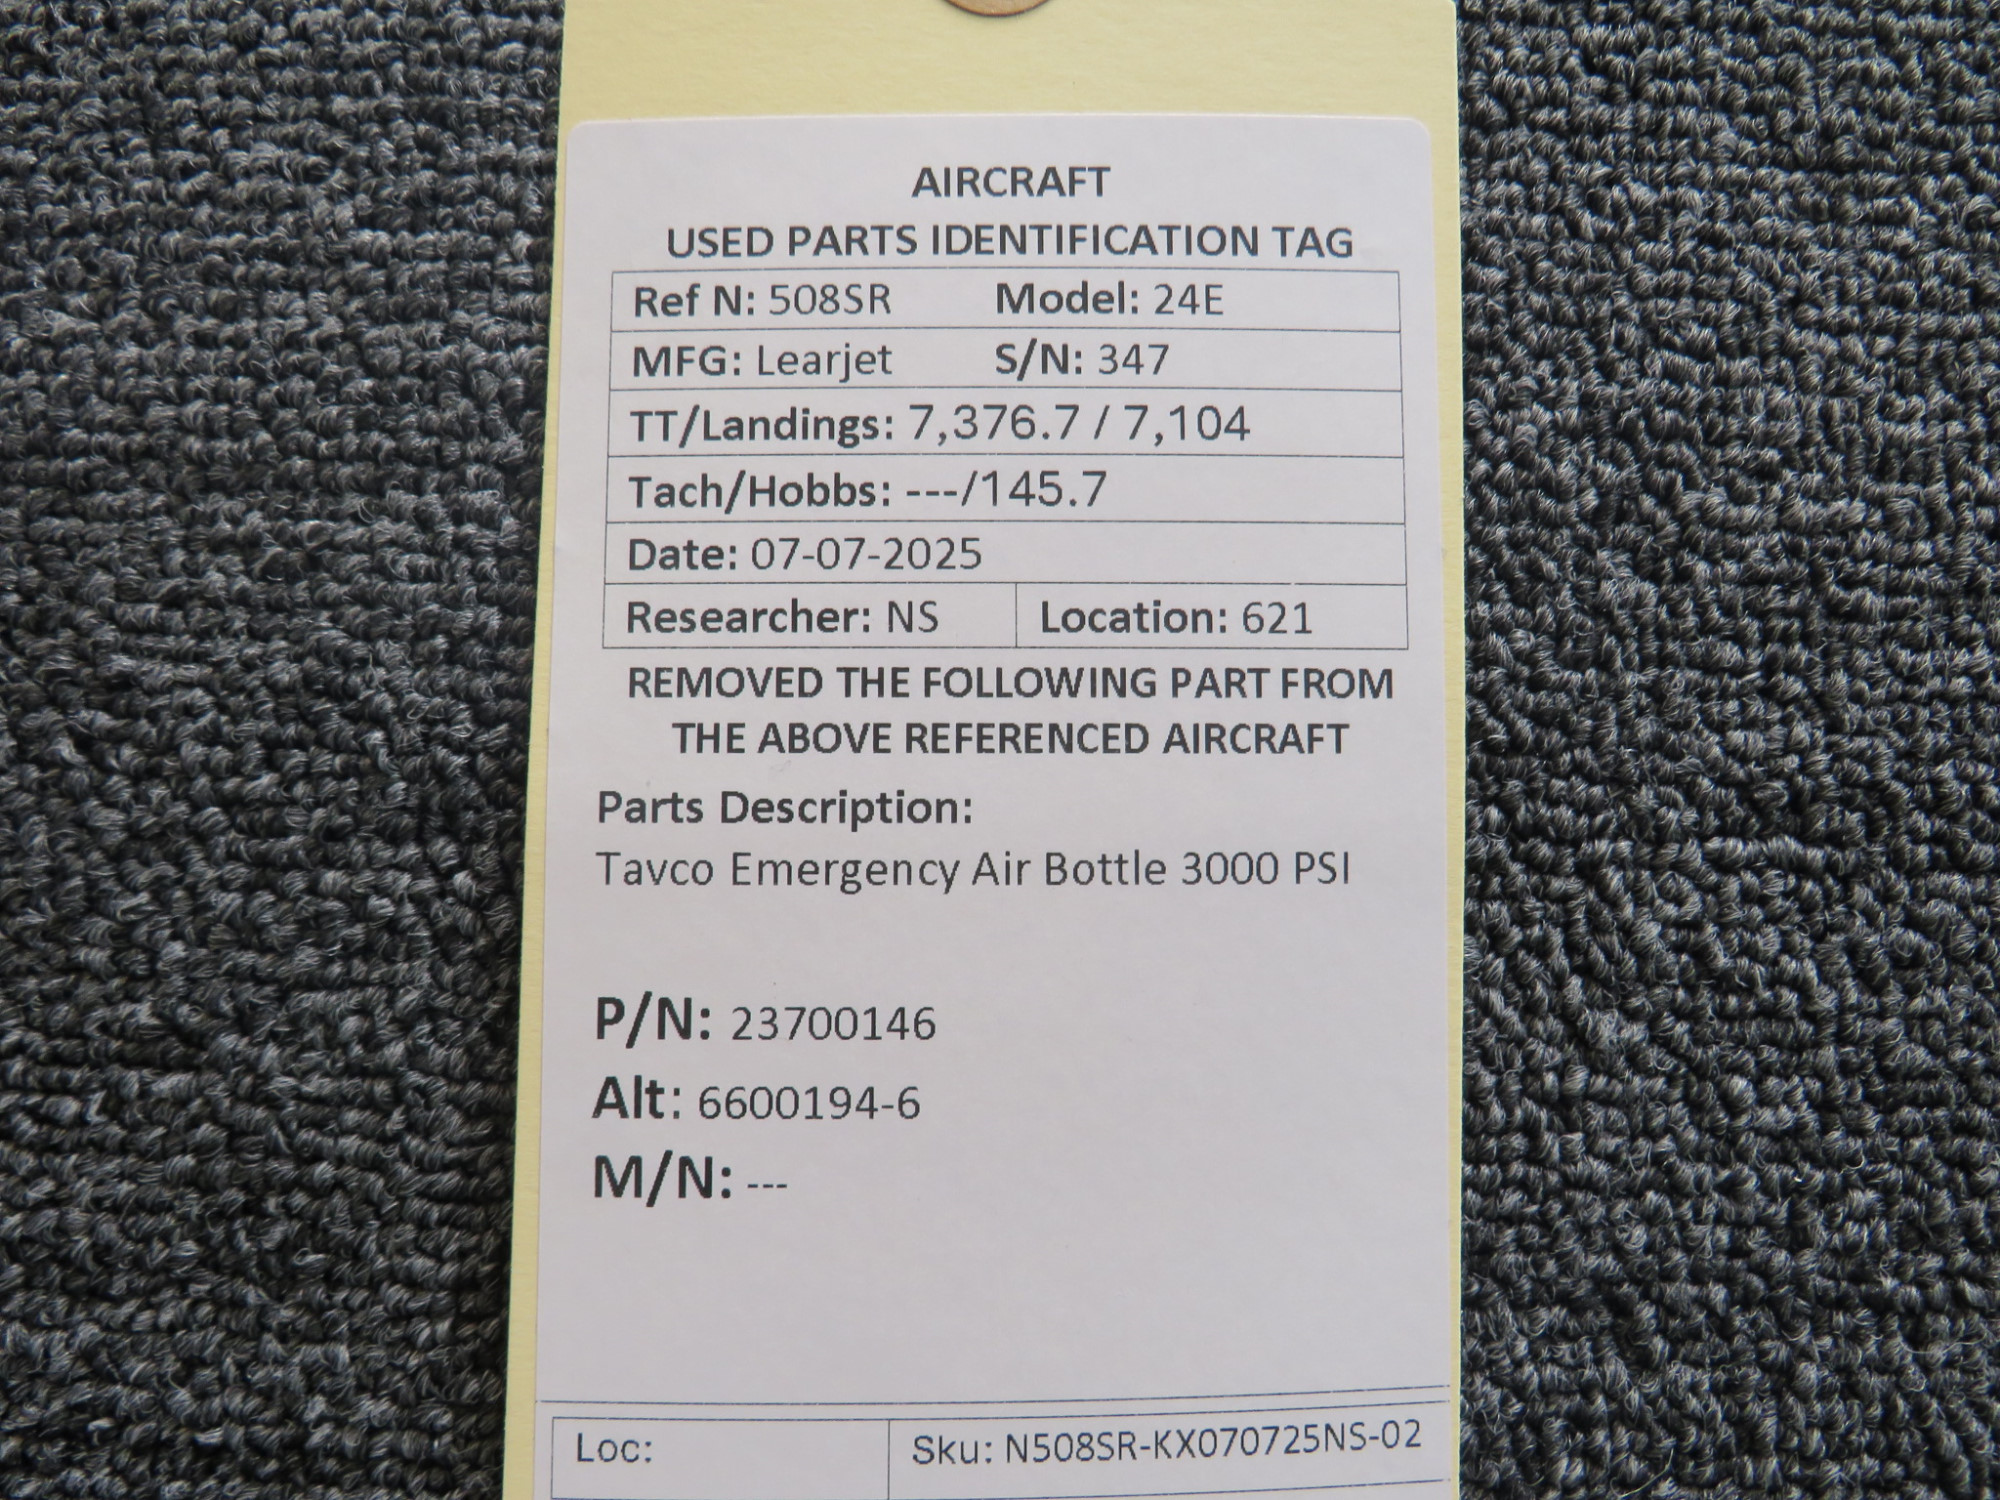 AIRCRAFT
USED PARTS IDENTIFICATION TAG
Ref N: 508SR Model: 24E
MFG: Learjet S/N: 347
TT/Landings: 7,376.7 / 7,104
Tach/Hobbs: ---/145.7
Date: 07-07-2025
Researcher: NS Location: 621
REMOVED THE FOLLOWING PART FROM
THE ABOVE REFERENCED AIRCRAFT
Parts Description:
Tavco Emergency Air Bottle 3000 PSI
P/N: 23700146
Alt: 6600194-6
M/N: ---
Loc: Sku: N508SR-KX070725NS-02